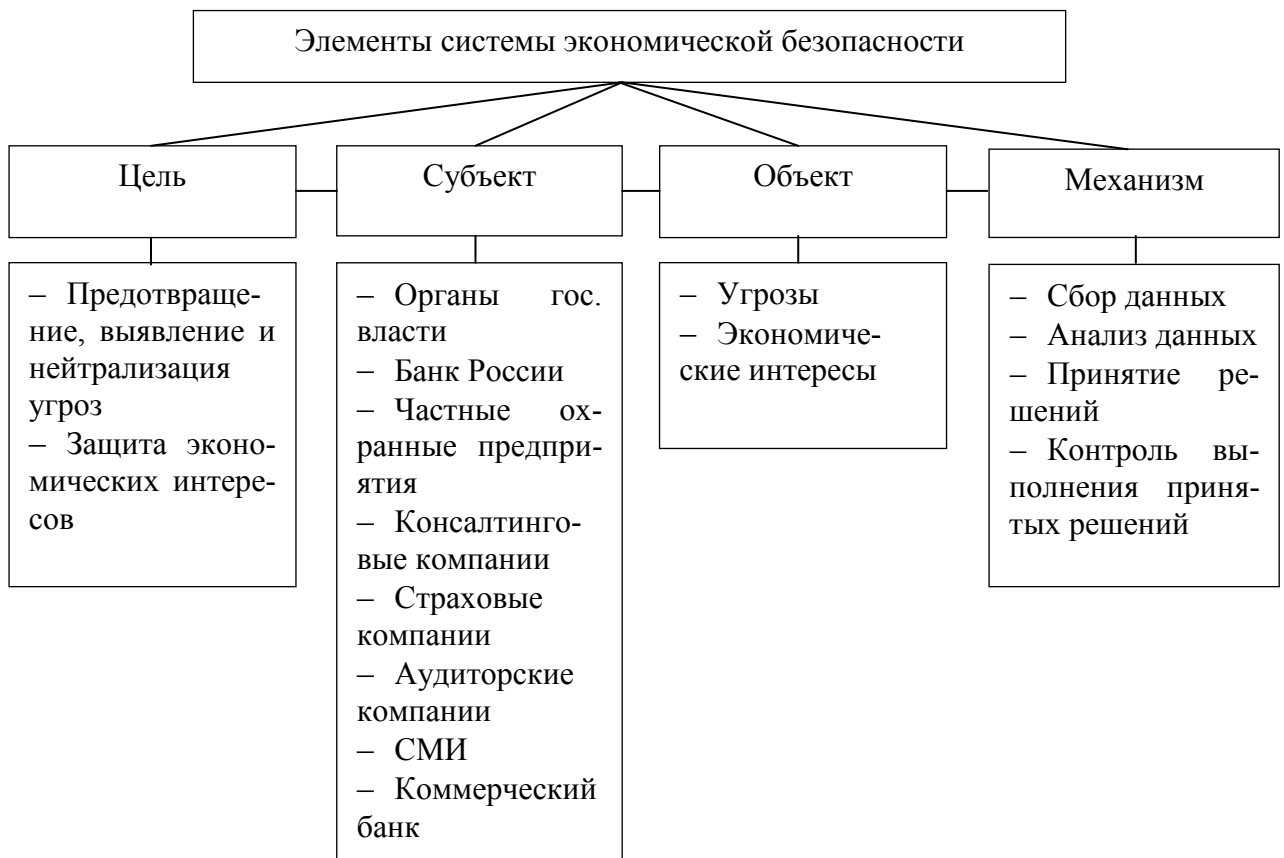 Элементы системы экономической безопасности
Цель
Субъект
Объект
Механизм
– Предотвраще-
ние, выявление и
нейтрализация
угроз
– Защита эконо-
мических интере-
сов
– Органы гос.
власти
– Банк России
– Частные ох-
ранные предпри-
ятия
– Консалтинго-
вые компании
– Страховые
компании
– Аудиторские
компании
– СМИ
– Коммерческий
банк
– Угрозы
– Экономиче-
ские интересы
– Сбор данных
– Анализ данных
– Принятие ре-
шений
– Контроль вы-
полнения приня-
тых решений